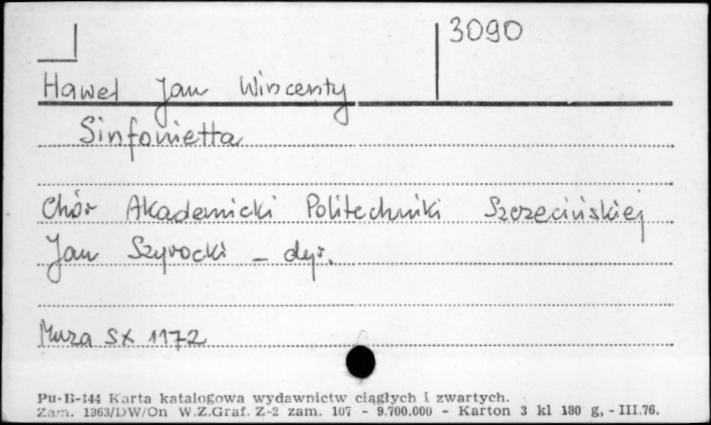 3090
Hawel Jan Wincenty
Sinfonietta
Chór Akademicki Politechniki Szczecińskiej
Jan Szyrocki - dyr.
Muza SX 1172
Pu-B-144 Karta katalogowa wydawnictw ciągłych i zwartych.
Zam. 1363/DW/On W.Z.Graf. Z-2 zam. 107 - 9.700.000 - Karton 3 kl 180 g, - III.76.